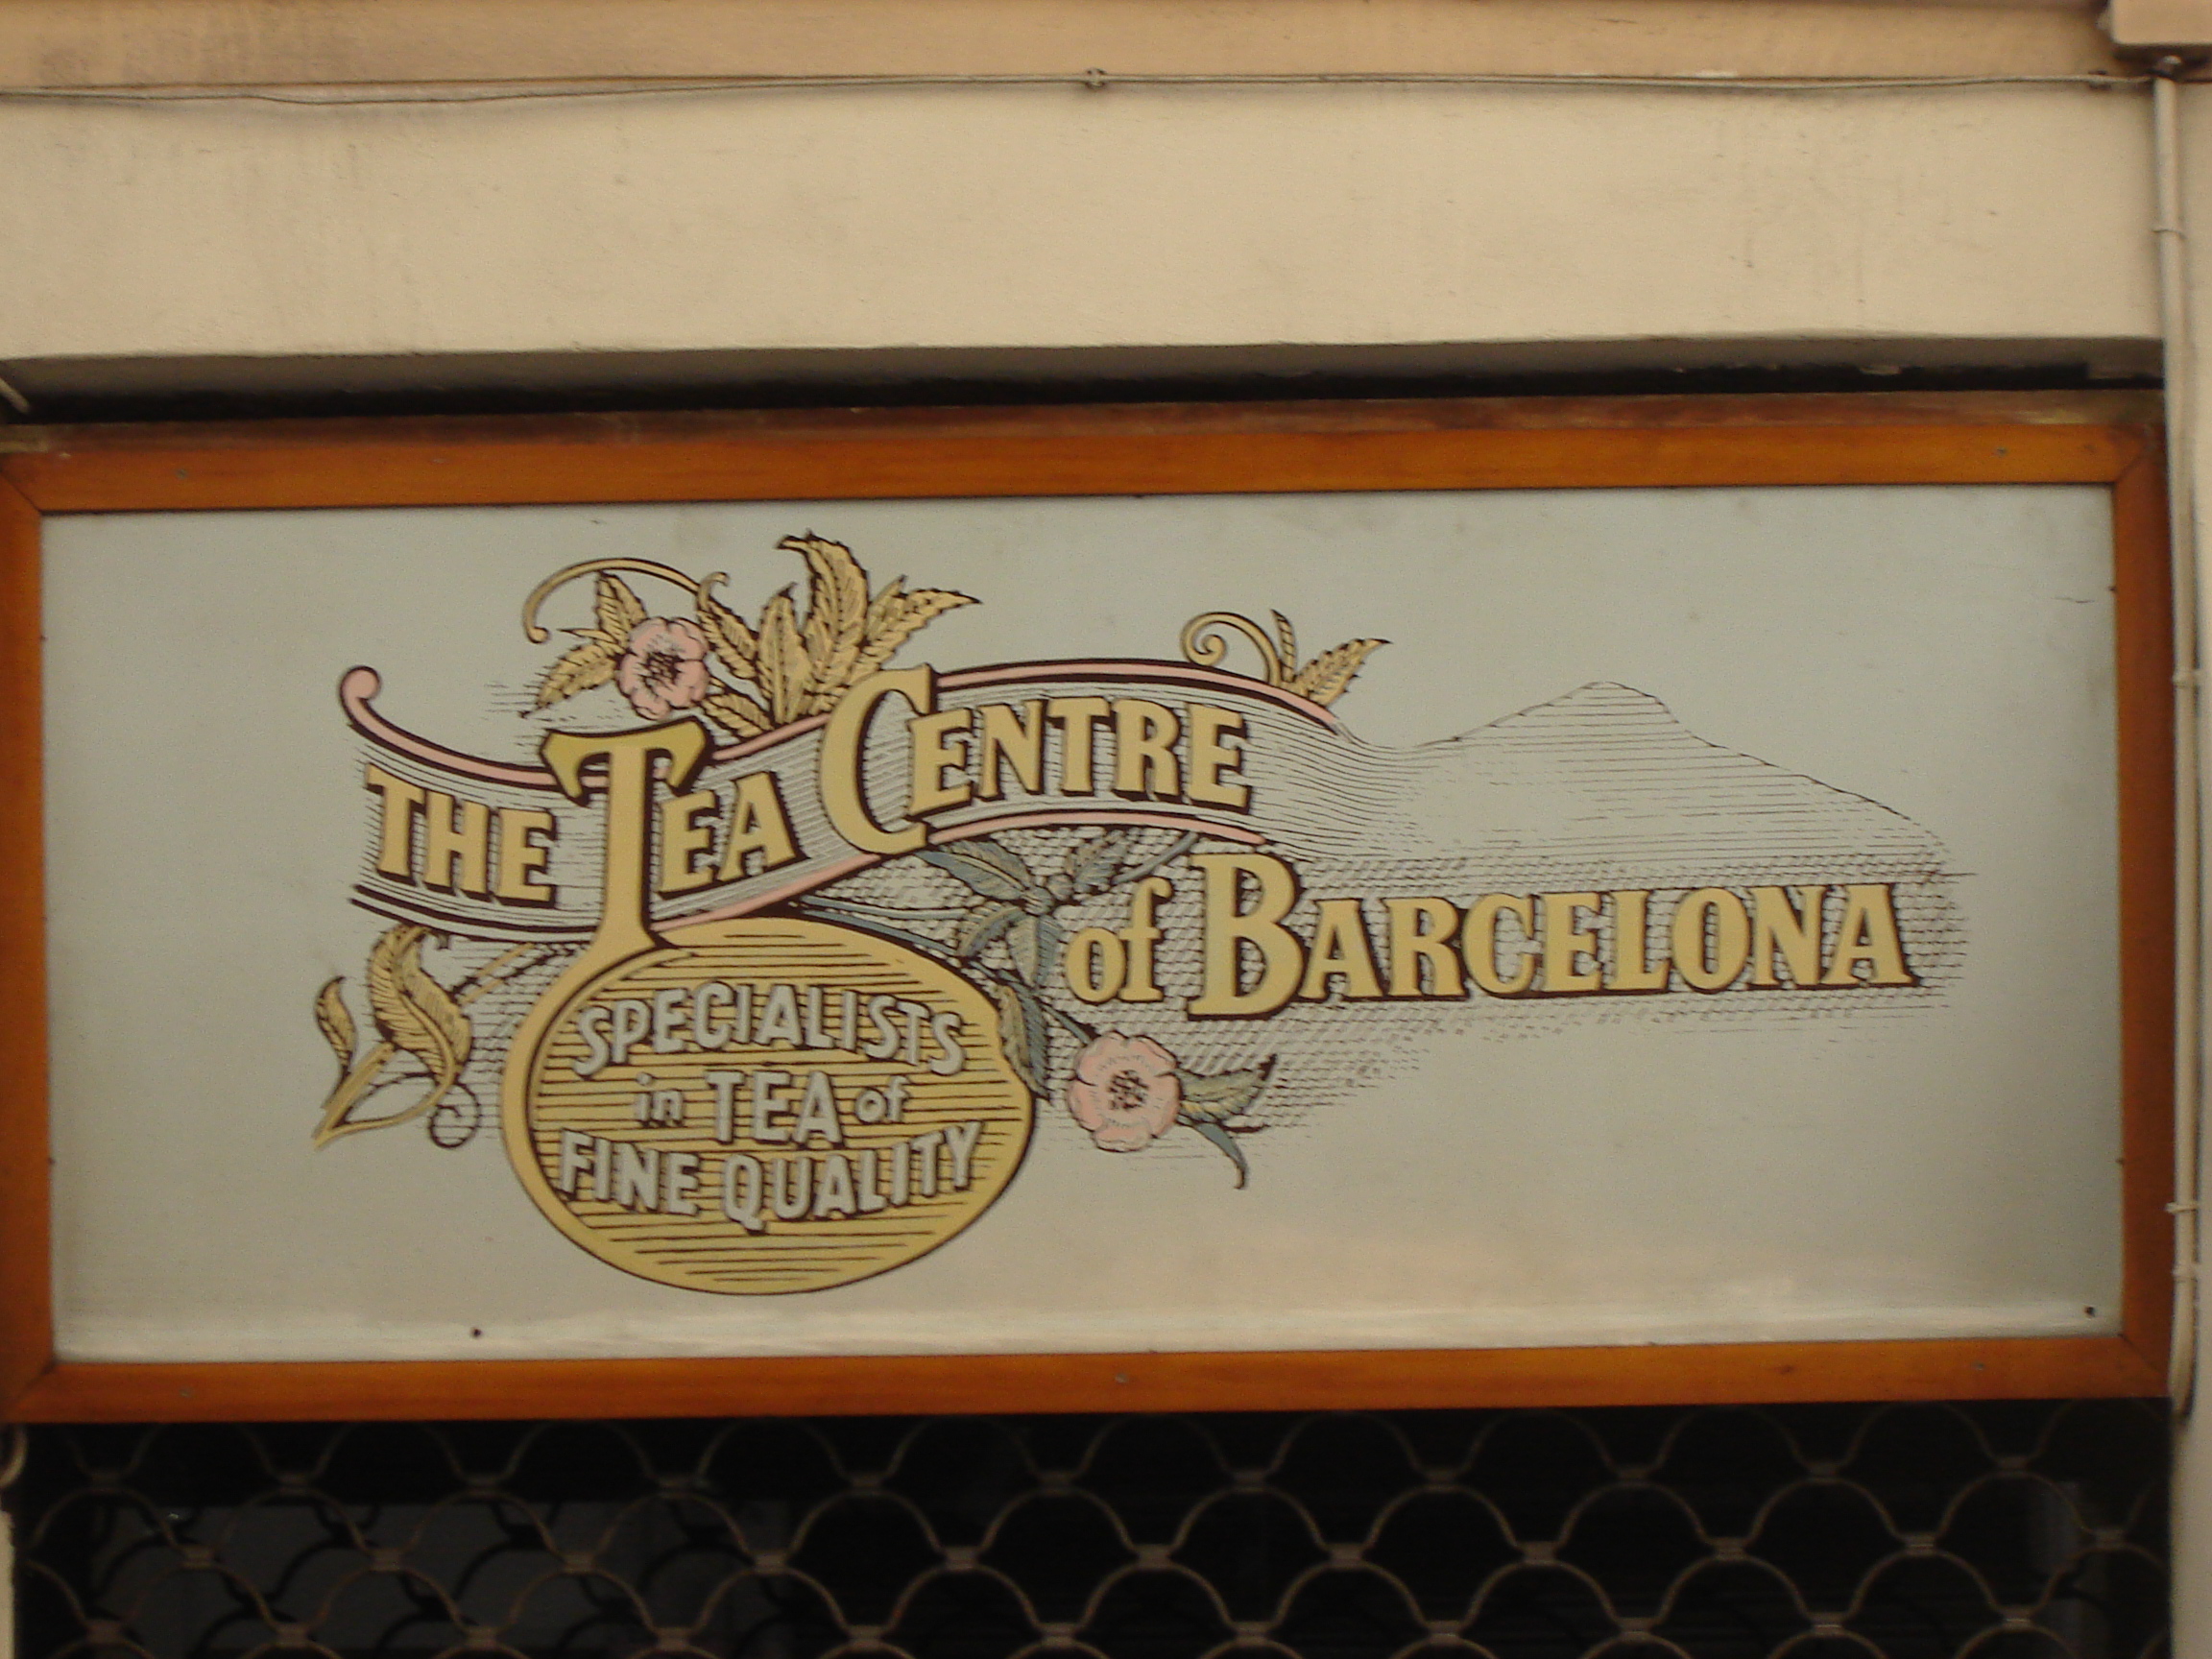 THE TEA CENTRE
of BARCELONA
SPECIALISTS
in TEA of
FINE QUALITY